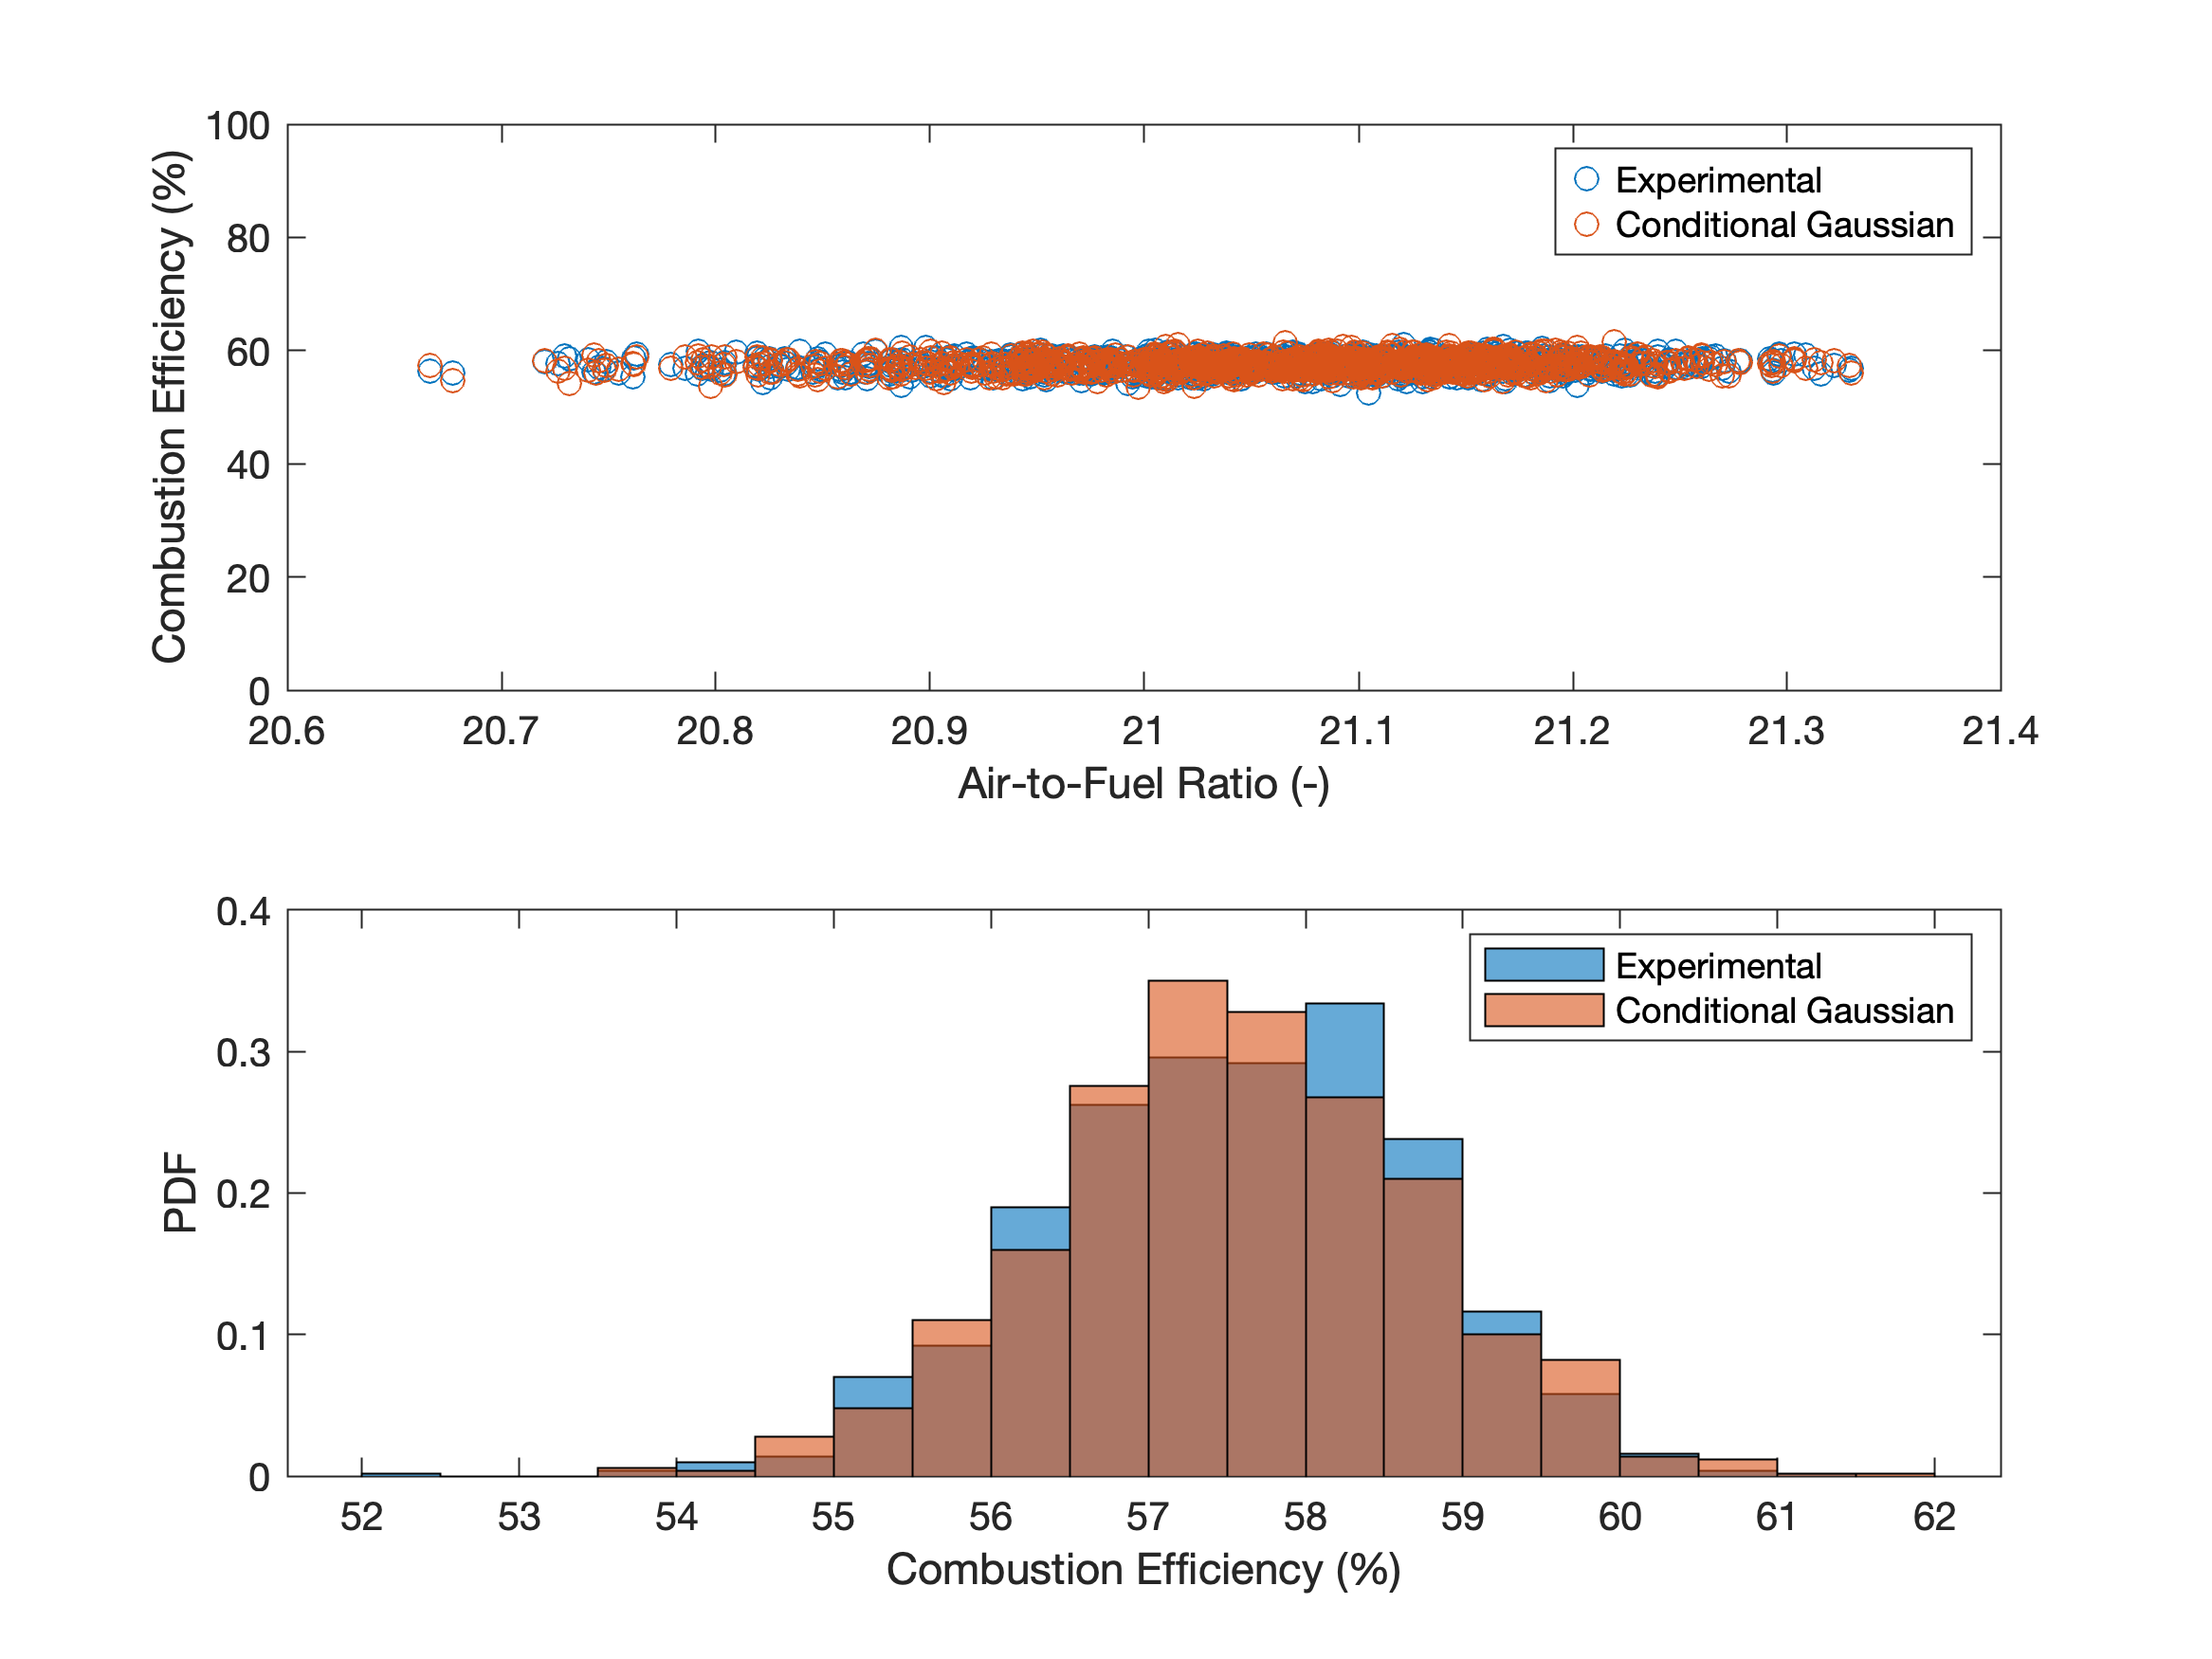 100
80
60
40
20
0
Combustion Efficiency (%)
Experimental
Conditional Gaussian
20.6 20.7 20.8 20.9 21 21.1 21.2 21.3 21.4
Air-to-Fuel Ratio (-)
0.4
0.3
0.2
0.1
0
PDF
Experimental
Conditional Gaussian
52 53 54 55 56 57 58 59 60 61 62
Combustion Efficiency (%)